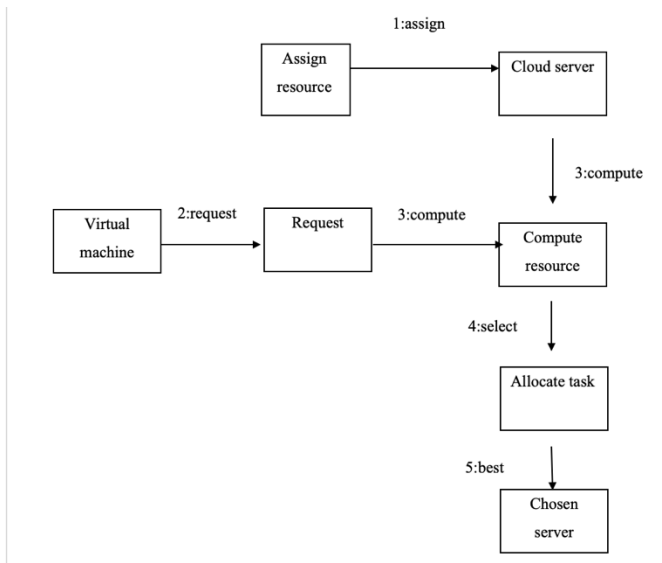 1:assign
Assign
resource
Cloud server
3:compute
Virtual
machine
2:request
Request
3:compute
Compute
resource
4:select
Allocate task
5:best
Chosen
server